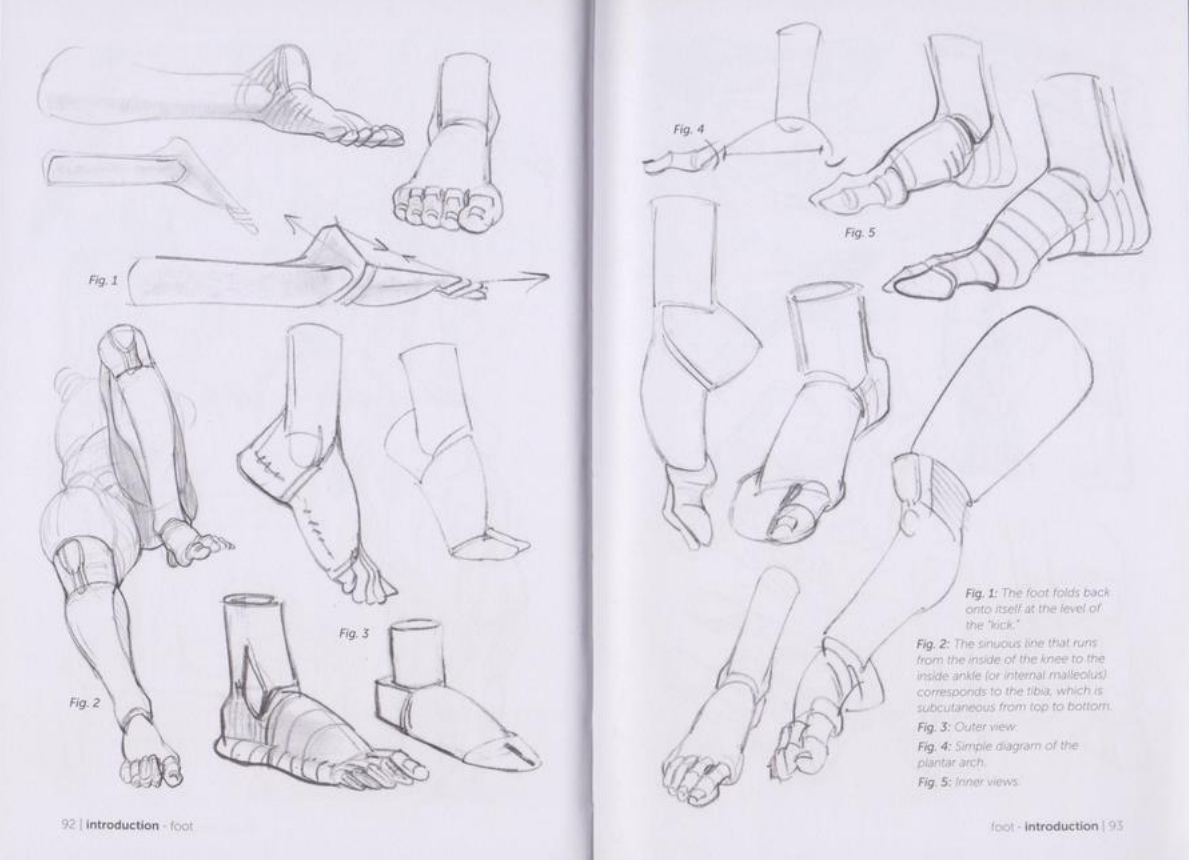 Fig. 1
Fig. 2
Fig. 3
92 | introduction - foot
Fig. 4
Fig. 5
Fig. 1: The foot folds back
onto itself at the level of
the "kick."
Fig. 2: The sinuous line that runs
from the inside of the knee to the
inside ankle (or internal malleolus)
corresponds to the tibia, which is
subcutaneous from top to bottom.
Fig. 3: Outer view.
Fig. 4: Simple diagram of the
plantar arch.
Fig. 5: Inner views.
foot - introduction | 93